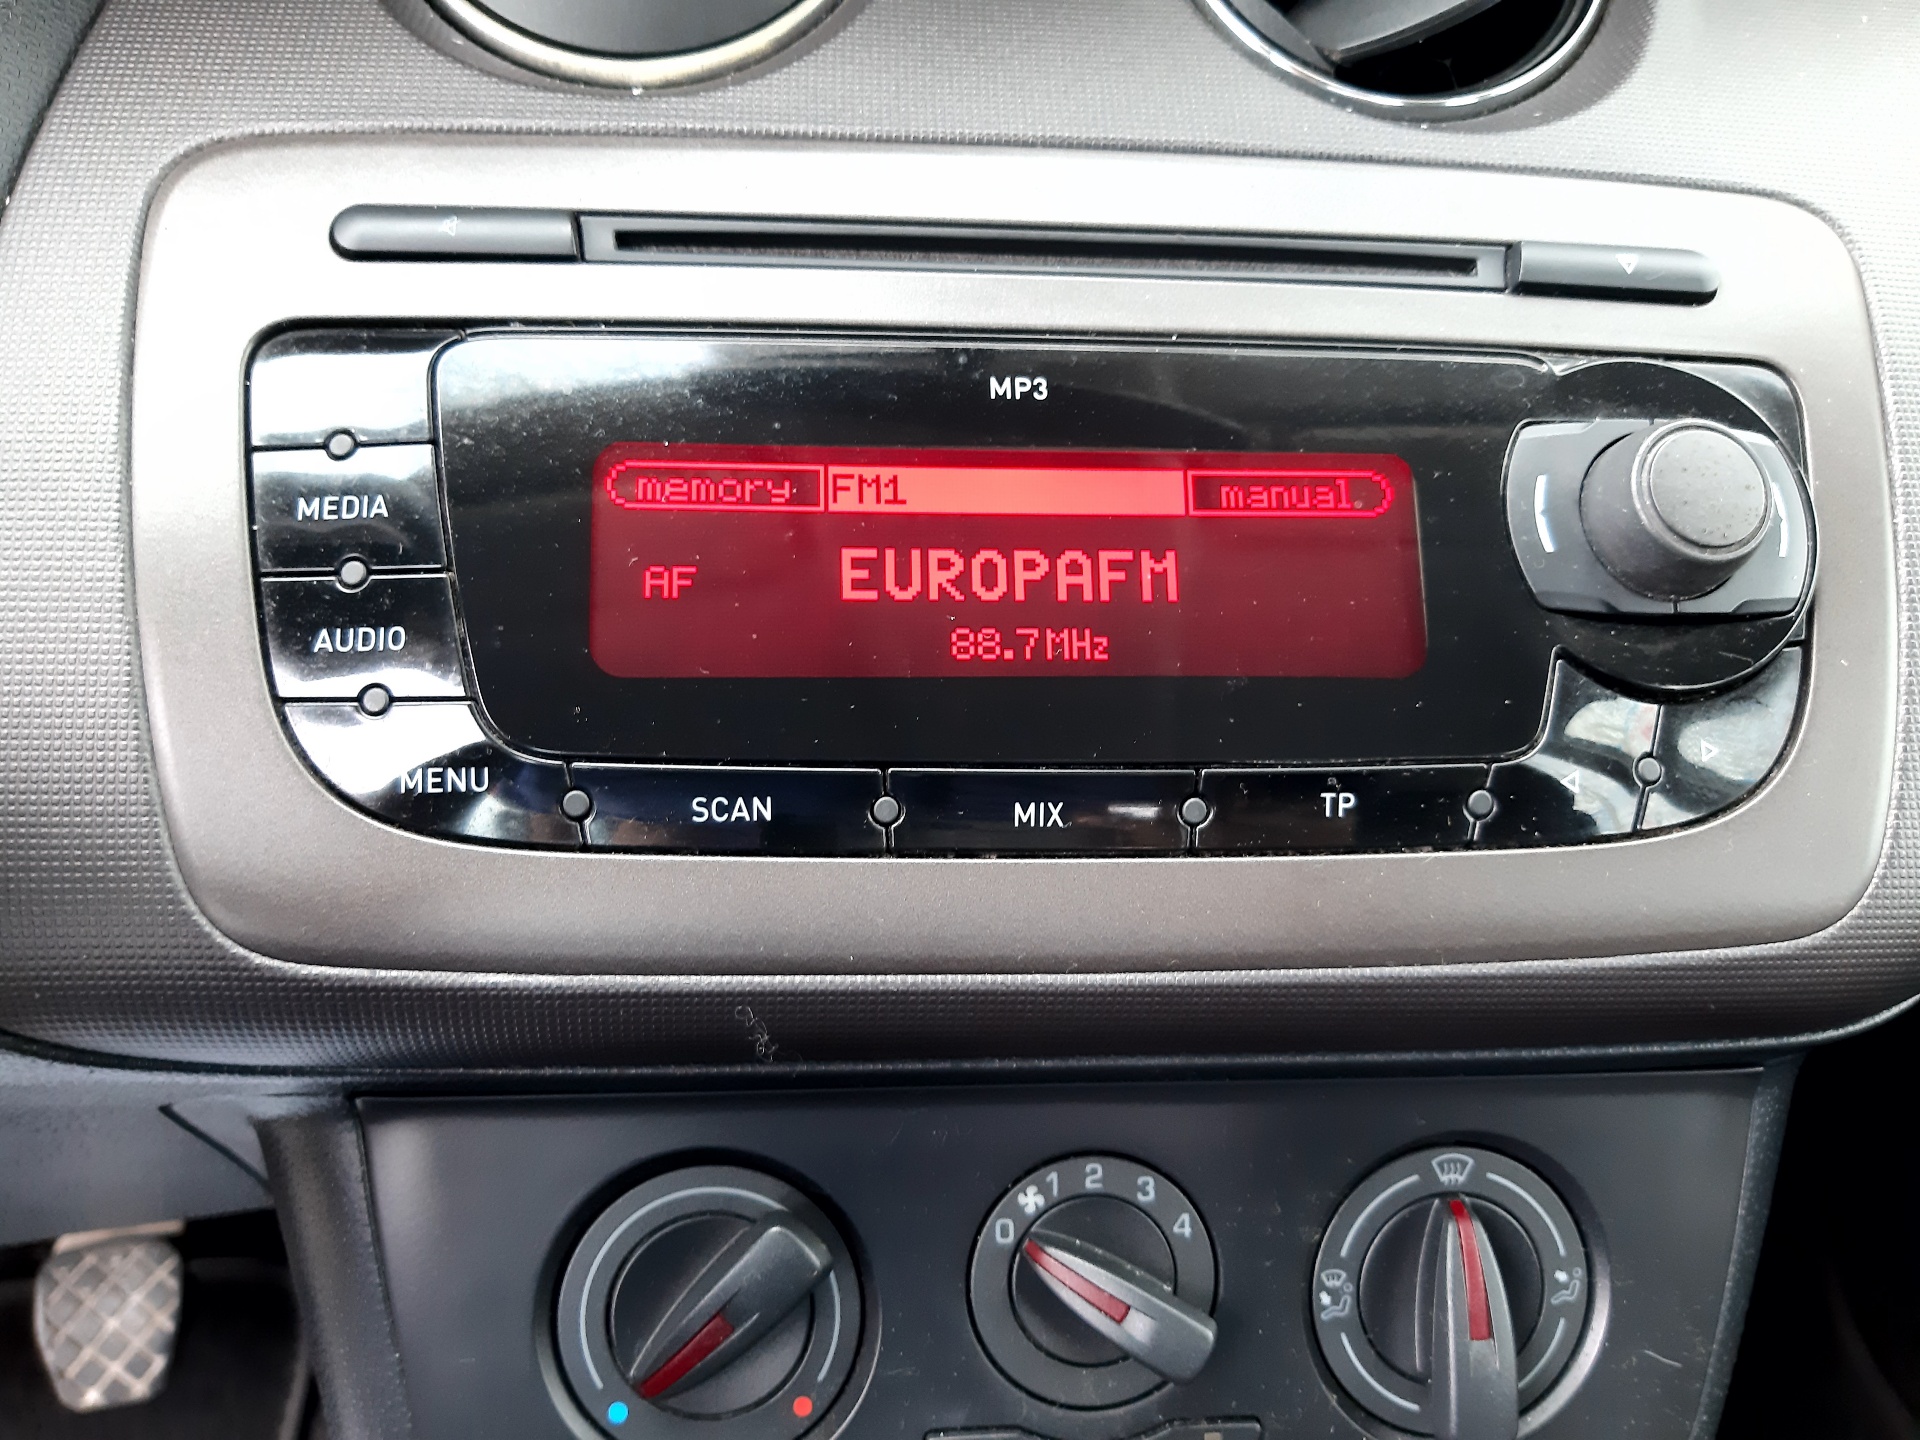 MP3
memory FM1 manual
AF EUROPAFM
88.7MHz
MEDIA
AUDIO
MENU
SCAN MIX TP
0 1 2 3 4